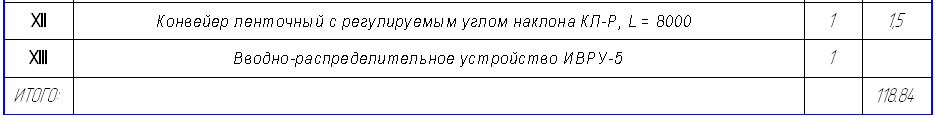 XII Конвейер ленточный с регулируемым углом наклона КЛ-Р, L = 8000 1 1,5
XIII Вводно-распределительное устройство ИВРУ-5 1
ИТОГО: 118.84